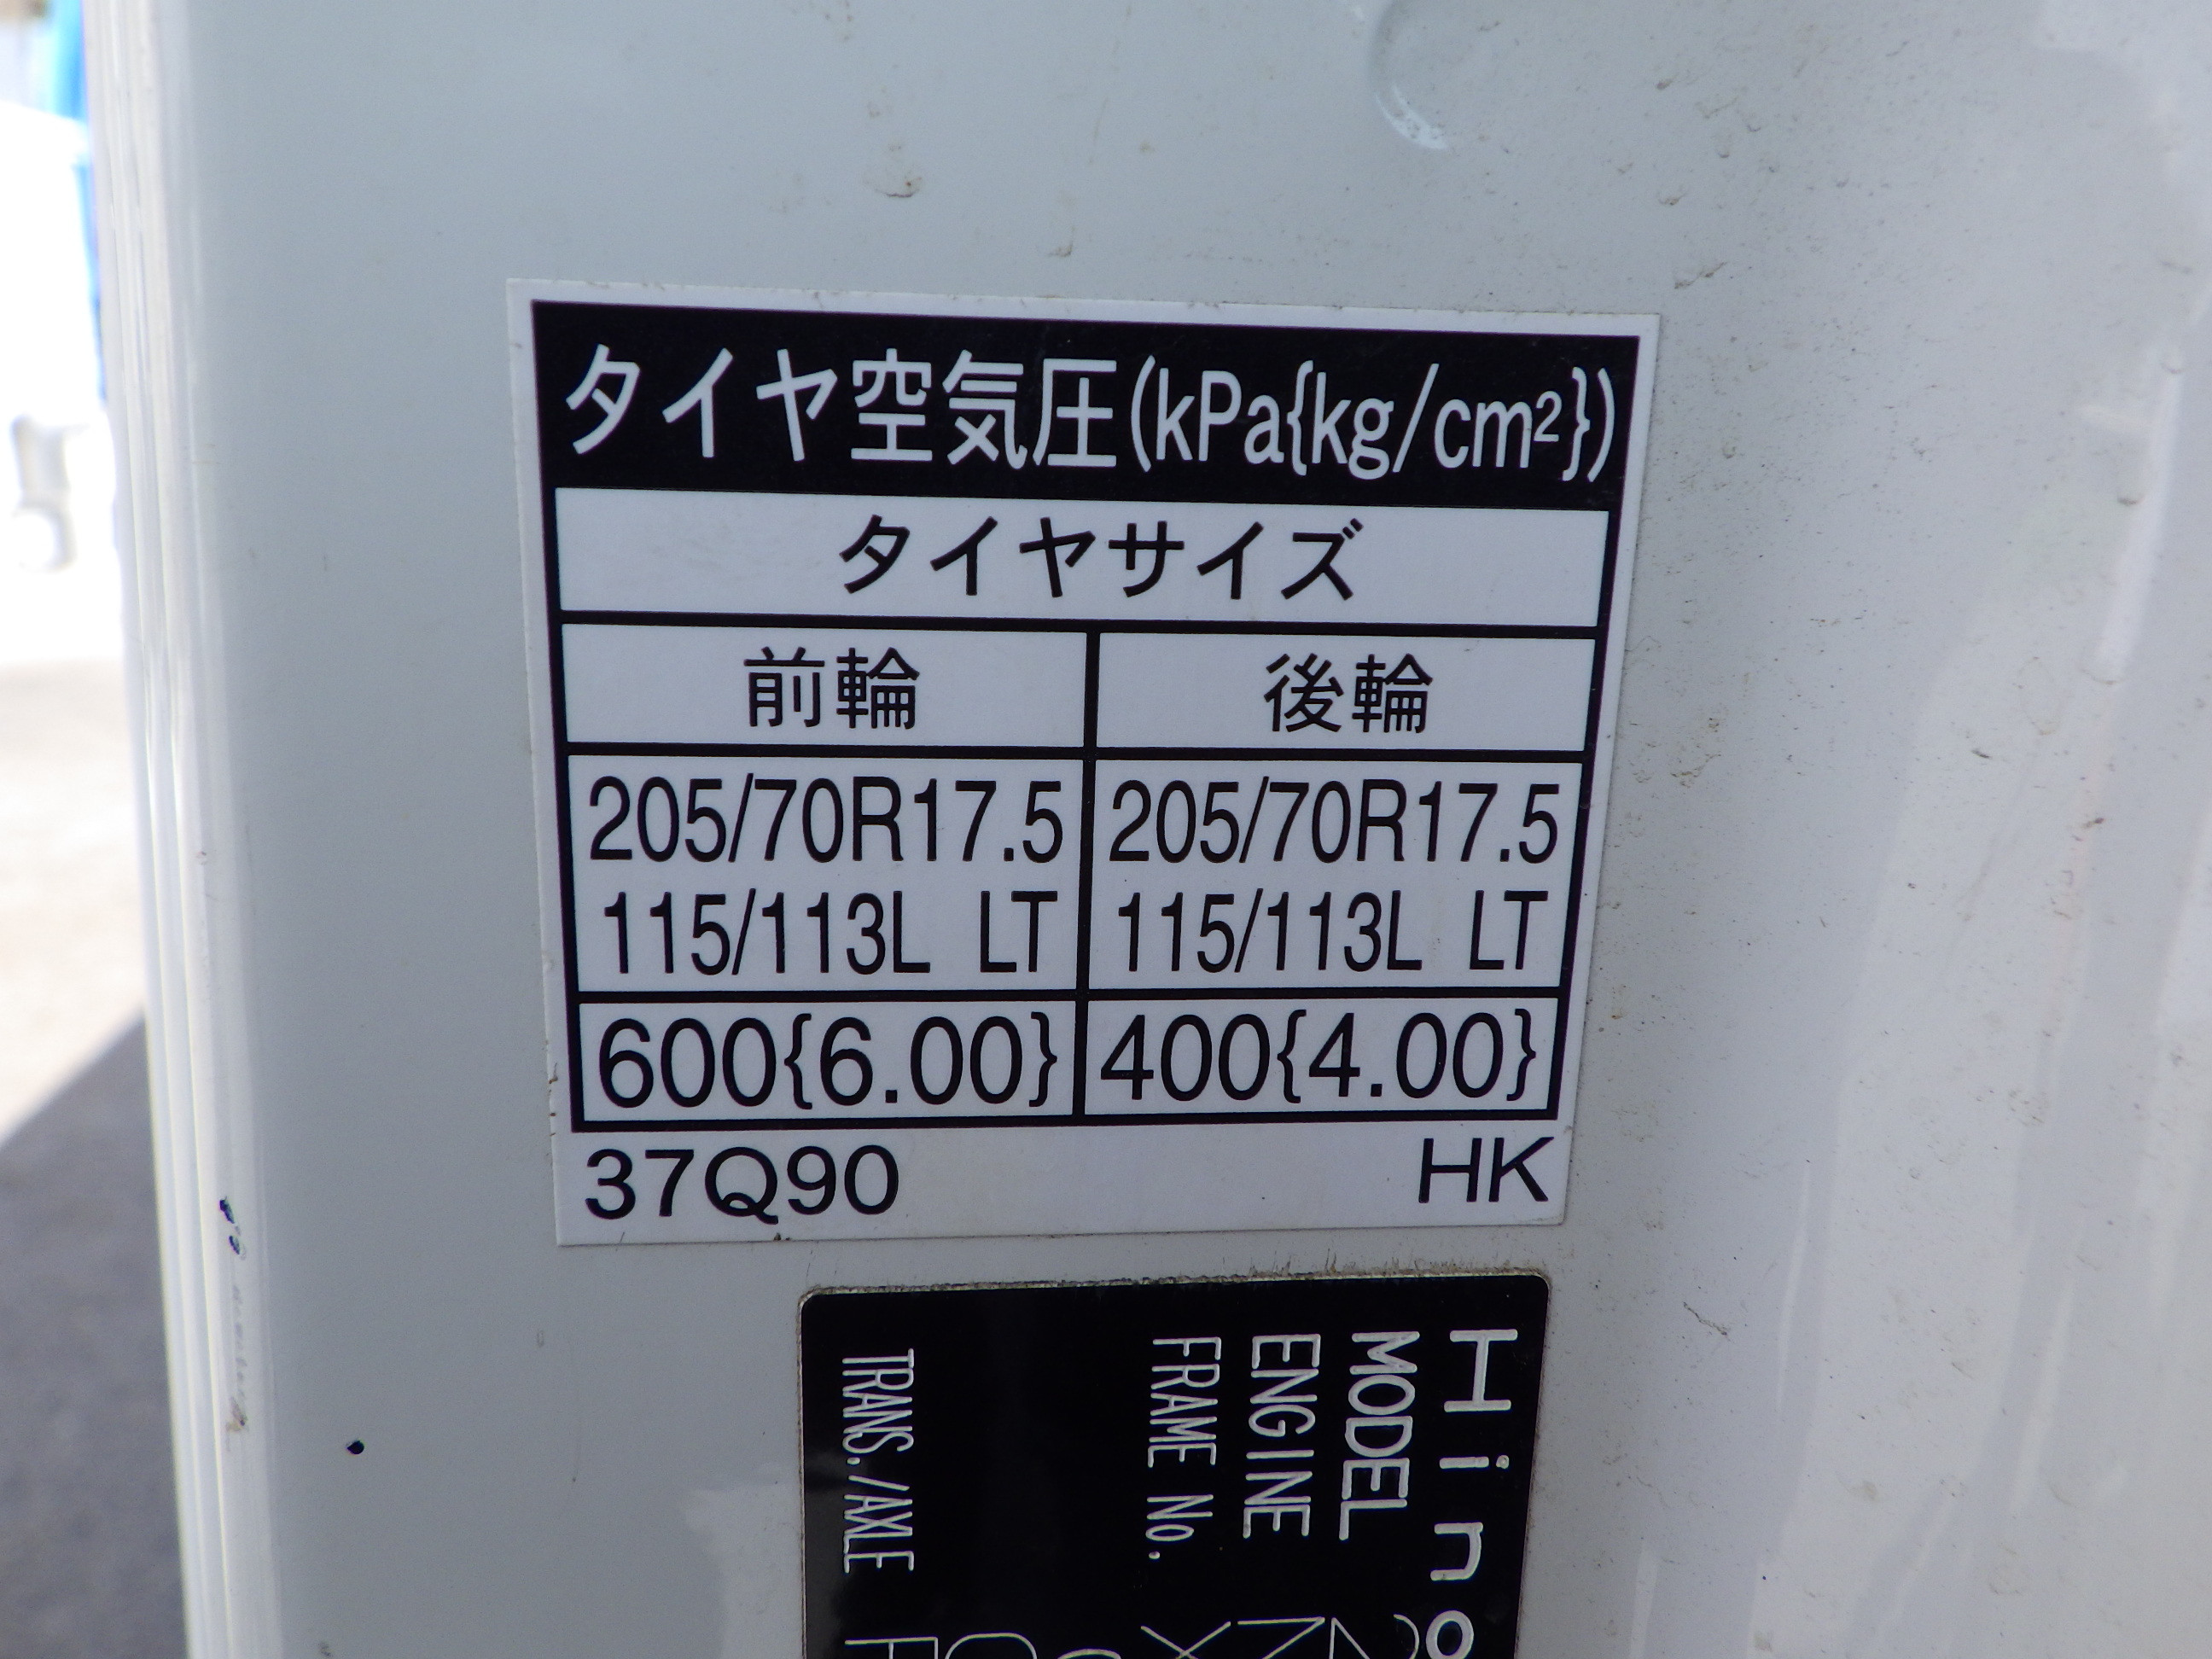 タイヤ空気圧(kPa{kg/cm²})
タイヤサイズ
前輪 後輪
205/70R17.5 205/70R17.5
115/113L LT 115/113L LT
600{6.00} 400{4.00}
37Q90 HK
Hino
MODEL
ENGINE
FRAME No.
TRANS./AXLE